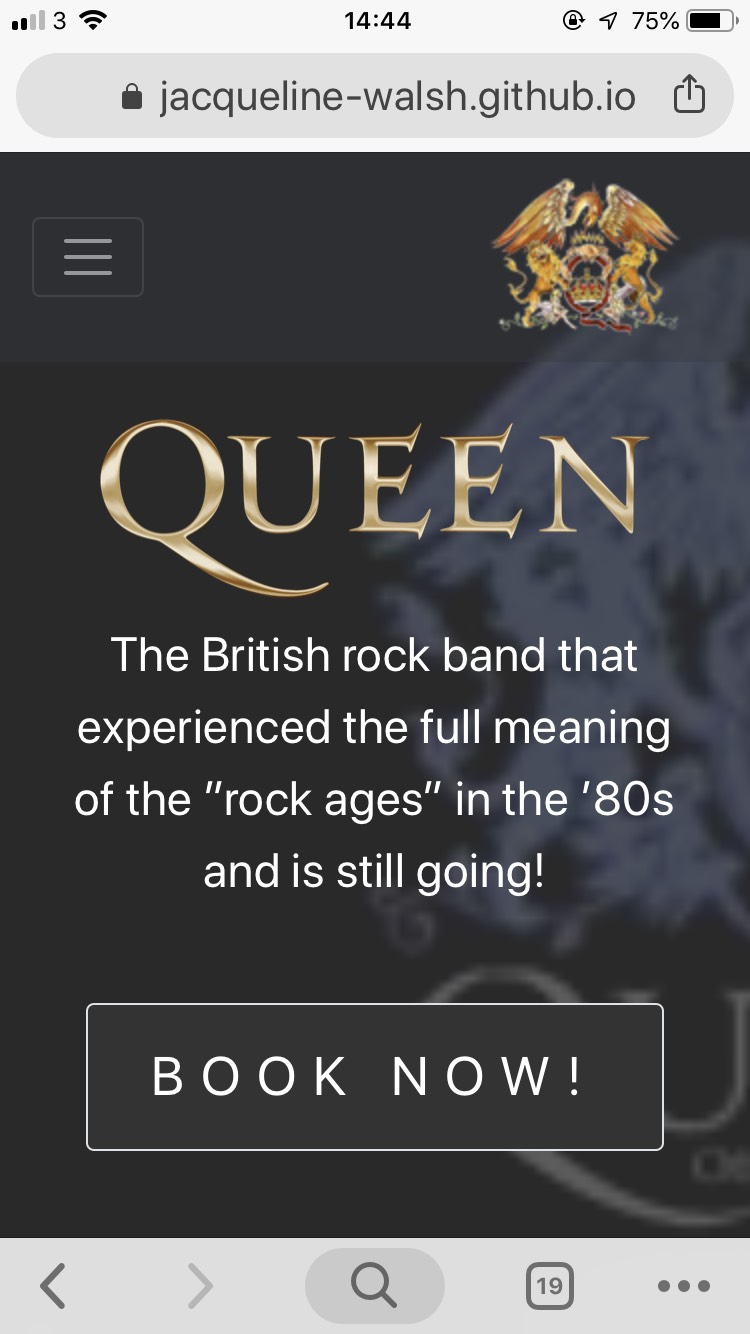 3 14:44 75%
jacqueline-walsh.github.io
QUEEN
The British rock band that
experienced the full meaning
of the "rock ages" in the '80s
and is still going!
BOOK NOW!
19